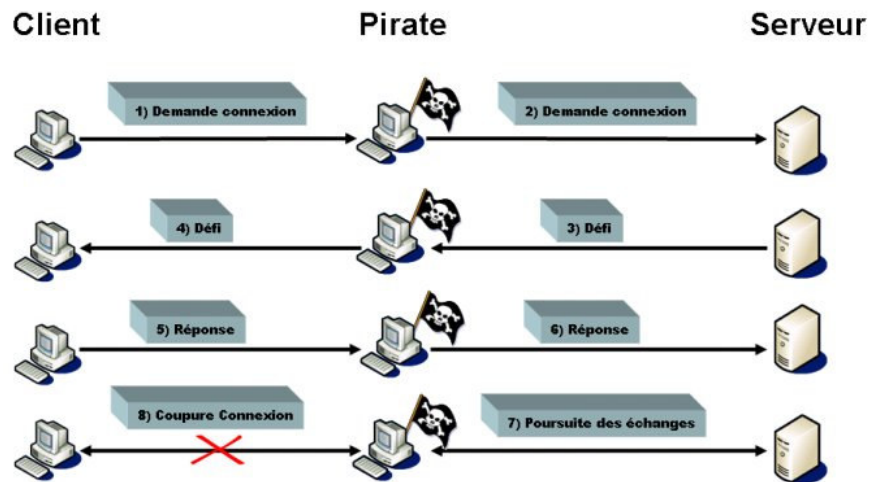 Client Pirate Serveur
1) Demande connexion 2) Demande connexion
4) Défi 3) Défi
5) Réponse 6) Réponse
8) Coupure Connexion 7) Poursuite des échanges